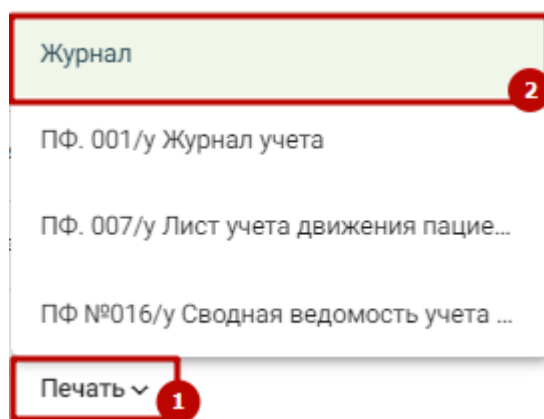 Журнал
2
ПФ. 001/у Журнал учета
ПФ. 007/у Лист учета движения пацие...
ПФ №016/у Сводная ведомость учета ...
Печать
1